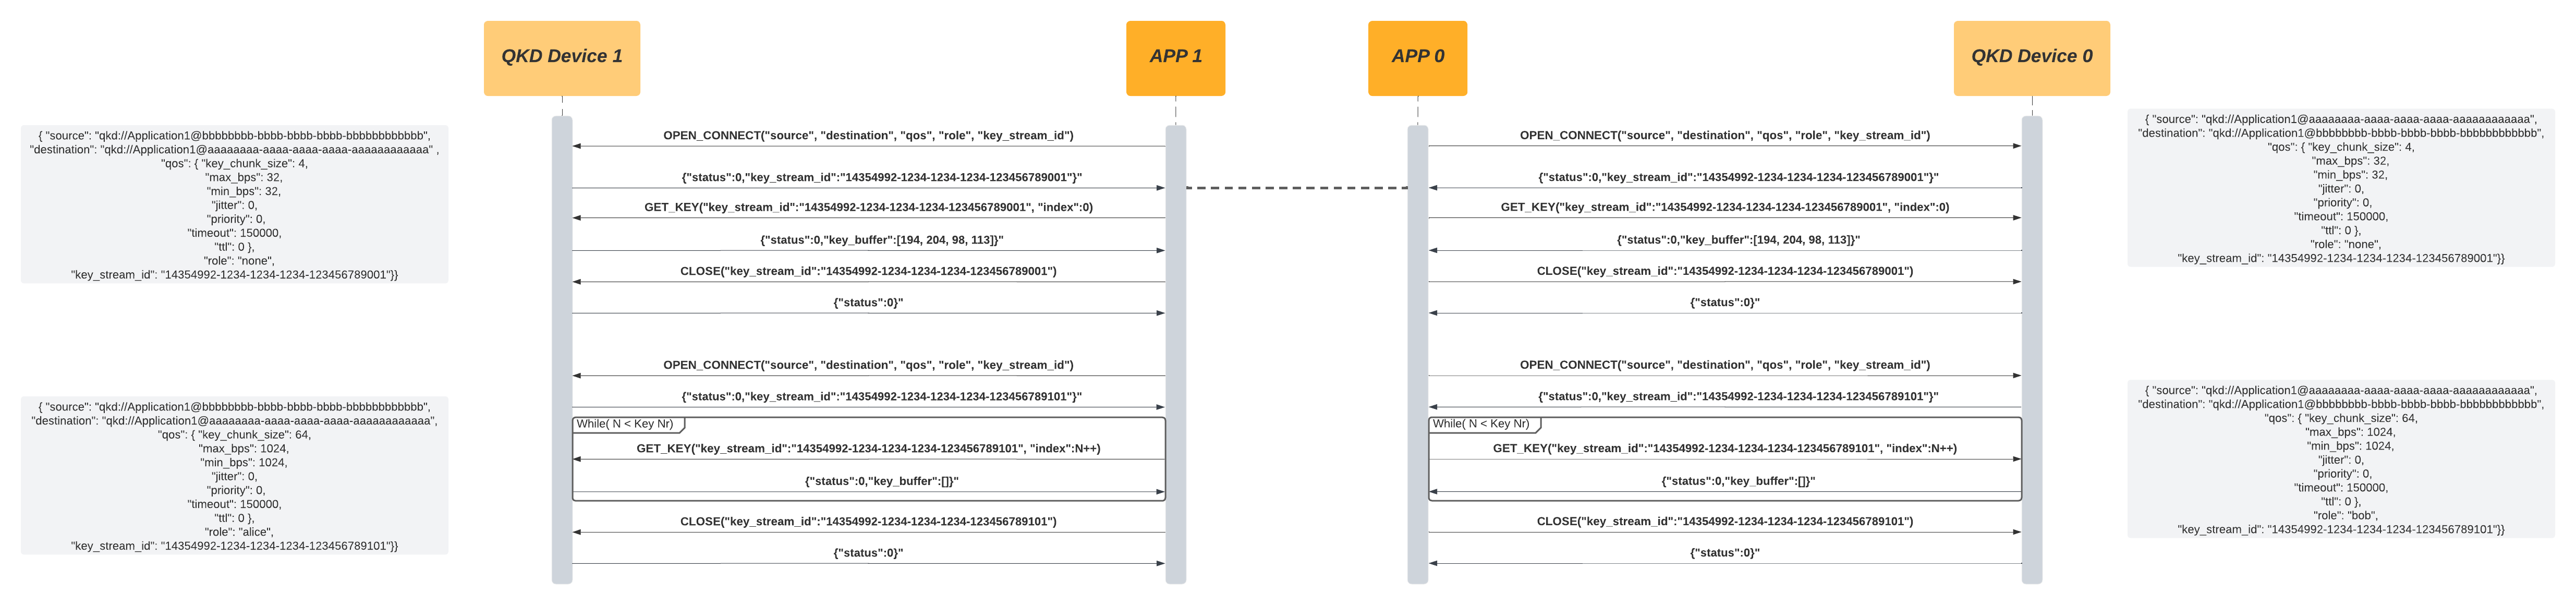 QKD Device 1
APP 1
APP 0
QKD Device 0
{ "source": "qkd://Application1@bbbbbbbb-bbbb-bbbb-bbbb-bbbbbbbbbbbb",
"destination": "qkd://Application1@aaaaaaaa-aaaa-aaaa-aaaa-aaaaaaaaaaaa" ,
"qos": { "key_chunk_size": 4,
"max_bps": 32,
"min_bps": 32,
"jitter": 0,
"priority": 0,
"timeout": 150000,
"ttl": 0 },
"role": "none",
"key_stream_id": "14354992-1234-1234-1234-123456789001"}}
OPEN_CONNECT("source", "destination", "qos", "role", "key_stream_id")
{"status":0,"key_stream_id":"14354992-1234-1234-1234-123456789001"}"
GET_KEY("key_stream_id":"14354992-1234-1234-1234-123456789001", "index":0)
{"status":0,"key_buffer":[194, 204, 98, 113]}"
CLOSE("key_stream_id":"14354992-1234-1234-1234-123456789001")
{"status":0}"
OPEN_CONNECT("source", "destination", "qos", "role", "key_stream_id")
{"status":0,"key_stream_id":"14354992-1234-1234-1234-123456789001"}"
GET_KEY("key_stream_id":"14354992-1234-1234-1234-123456789001", "index":0)
{"status":0,"key_buffer":[194, 204, 98, 113]}"
CLOSE("key_stream_id":"14354992-1234-1234-1234-123456789001")
{"status":0}"
{ "source": "qkd://Application1@aaaaaaaa-aaaa-aaaa-aaaa-aaaaaaaaaaaa",
"destination": "qkd://Application1@bbbbbbbb-bbbb-bbbb-bbbb-bbbbbbbbbbbb",
"qos": { "key_chunk_size": 4,
"max_bps": 32,
"min_bps": 32,
"jitter": 0,
"priority": 0,
"timeout": 150000,
"ttl": 0 },
"role": "none",
"key_stream_id": "14354992-1234-1234-1234-123456789001"}}
{ "source": "qkd://Application1@bbbbbbbb-bbbb-bbbb-bbbb-bbbbbbbbbbbb",
"destination": "qkd://Application1@aaaaaaaa-aaaa-aaaa-aaaa-aaaaaaaaaaaa",
"qos": { "key_chunk_size": 64,
"max_bps": 1024,
"min_bps": 1024,
"jitter": 0,
"priority": 0,
"timeout": 150000,
"ttl": 0 },
"role": "alice",
"key_stream_id": "14354992-1234-1234-1234-123456789101"}}
OPEN_CONNECT("source", "destination", "qos", "role", "key_stream_id")
{"status":0,"key_stream_id":"14354992-1234-1234-1234-123456789101"}"
While( N < Key Nr)
GET_KEY("key_stream_id":"14354992-1234-1234-1234-123456789101", "index":N++)
{"status":0,"key_buffer":[]}"
CLOSE("key_stream_id":"14354992-1234-1234-1234-123456789101")
{"status":0}"
OPEN_CONNECT("source", "destination", "qos", "role", "key_stream_id")
{"status":0,"key_stream_id":"14354992-1234-1234-1234-123456789101"}"
While( N < Key Nr)
GET_KEY("key_stream_id":"14354992-1234-1234-1234-123456789101", "index":N++)
{"status":0,"key_buffer":[]}"
CLOSE("key_stream_id":"14354992-1234-1234-1234-123456789101")
{"status":0}"
{ "source": "qkd://Application1@aaaaaaaa-aaaa-aaaa-aaaa-aaaaaaaaaaaa",
"destination": "qkd://Application1@bbbbbbbb-bbbb-bbbb-bbbb-bbbbbbbbbbbb",
"qos": { "key_chunk_size": 64,
"max_bps": 1024,
"min_bps": 1024,
"jitter": 0,
"priority": 0,
"timeout": 150000,
"ttl": 0 },
"role": "bob",
"key_stream_id": "14354992-1234-1234-1234-123456789101"}}